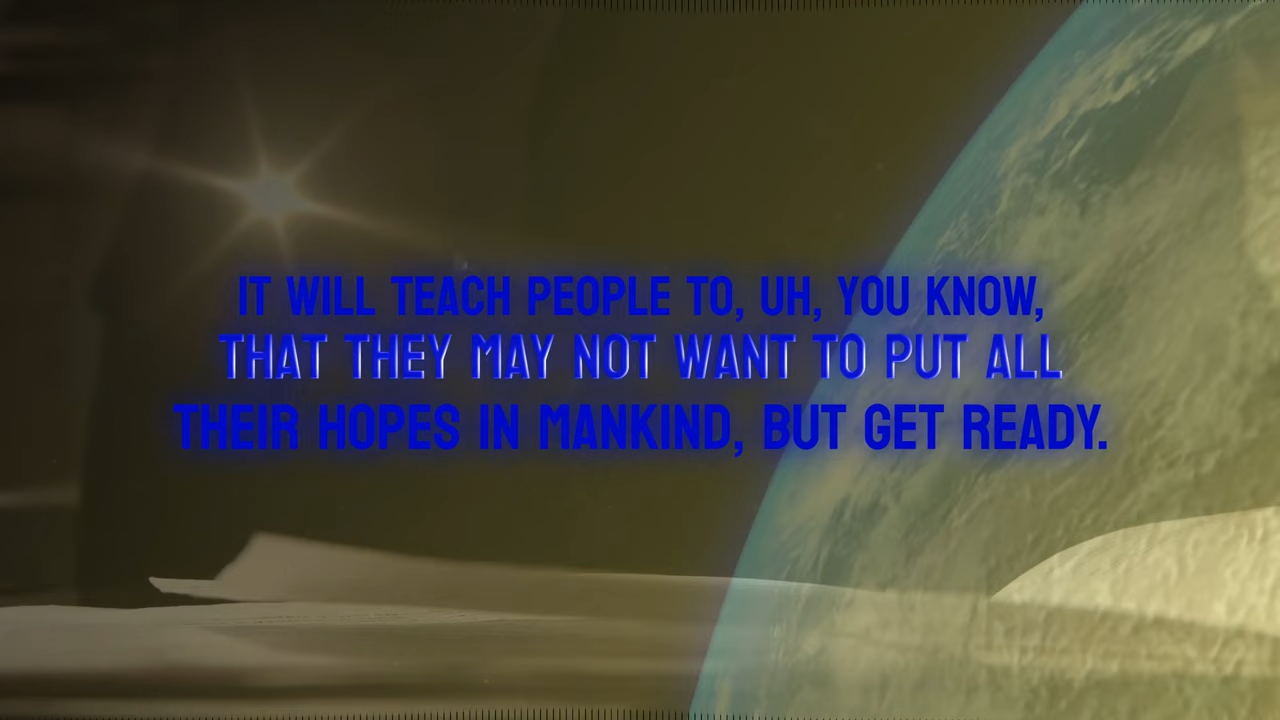 IT WILL TEACH PEOPLE TO, UH, YOU KNOW,
THAT THEY MAY NOT WANT TO PUT ALL
THEIR HOPES IN MANKIND, BUT GET READY.